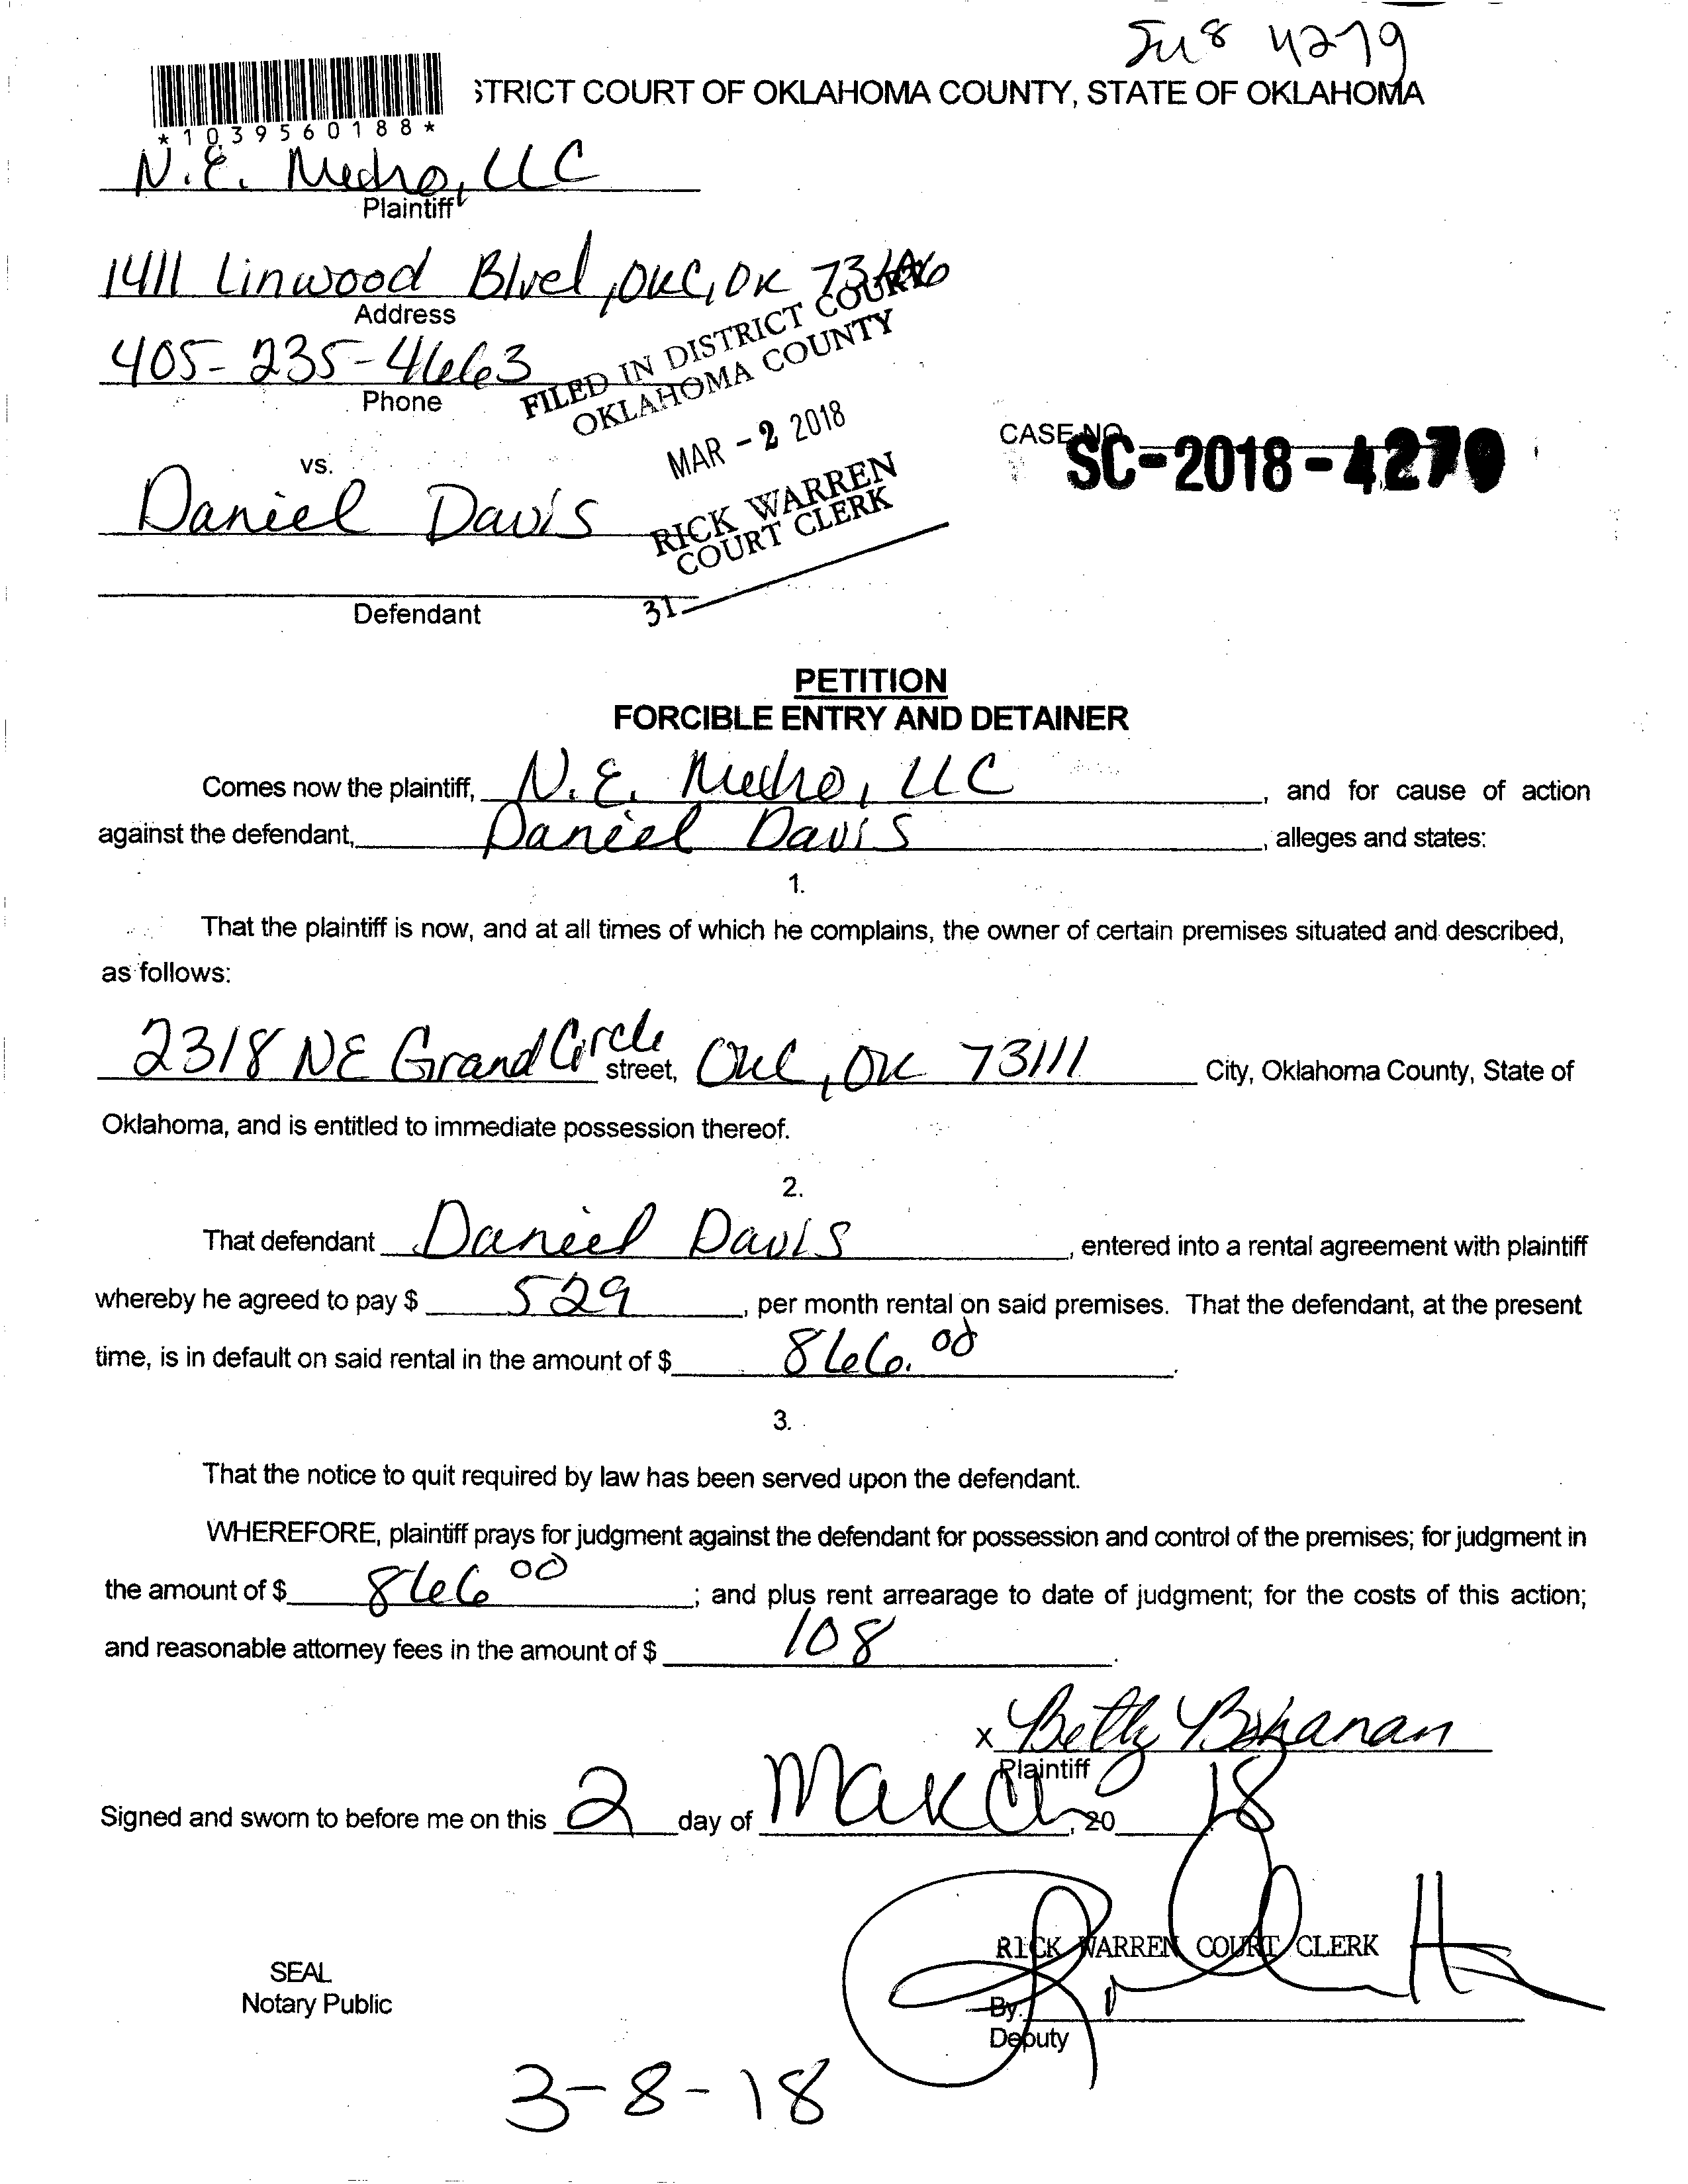 4279
STRICT COURT OF OKLAHOMA COUNTY, STATE OF OKLAHOMA
*1039560188*
N.E. Medro, LLC
Plaintiff
1411 Linwood Blvd, OKC, OK
Address
405-235-4663
Phone
FILED IN DISTRICT COURT
OKLAHOMA COUNTY
MAR - 2 2018
RICK WARREN
COURT CLERK
31
CASE NO.
SC-2018-4279
vs.
Daniel Davis
Defendant
PETITION
FORCIBLE ENTRY AND DETAINER
Comes now the plaintiff, N.E. Medro, LLC, and for cause of action
against the defendant, Daniel Davis, alleges and states:
1.
That the plaintiff is now, and at all times of which he complains, the owner of certain premises situated and described,
as follows:
2318 NE Grand Circle street, OKC, OK 73111 City, Oklahoma County, State of
Oklahoma, and is entitled to immediate possession thereof.
2.
That defendant Daniel Davis, entered into a rental agreement with plaintiff
whereby he agreed to pay $ 529, per month rental on said premises. That the defendant, at the present
time, is in default on said rental in the amount of $ 866.00.
3.
That the notice to quit required by law has been served upon the defendant.
WHEREFORE, plaintiff prays for judgment against the defendant for possession and control of the premises; for judgment in
the amount of $ 866 00; and plus rent arrearage to date of judgment; for the costs of this action;
and reasonable attorney fees in the amount of $ 108.
x Betty Bohanan
Plaintiff
Signed and sworn to before me on this 2 day of March, 20 18
RICK WARREN COURT CLERK
SEAL
Notary Public
By:
Deputy
3-8-18